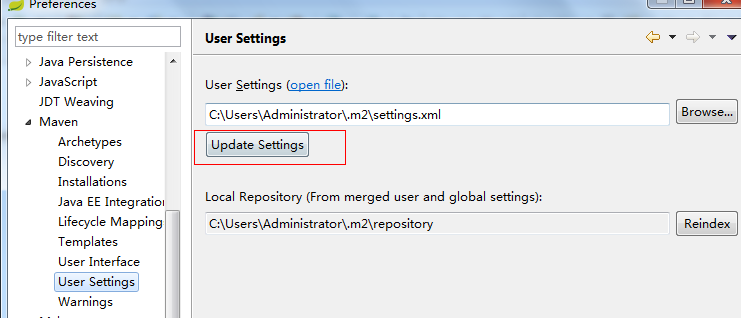 Preferences
type filter text
User Settings
Java Persistence
JavaScript
JDT Weaving
Maven
Archetypes
Discovery
Installations
Java EE Integration
Lifecycle Mapping
Templates
User Interface
User Settings
Warnings
User Settings (open file):
C:\Users\Administrator\.m2\settings.xml
Browse...
Update Settings
Local Repository (From merged user and global settings):
C:\Users\Administrator\.m2\repository
Reindex